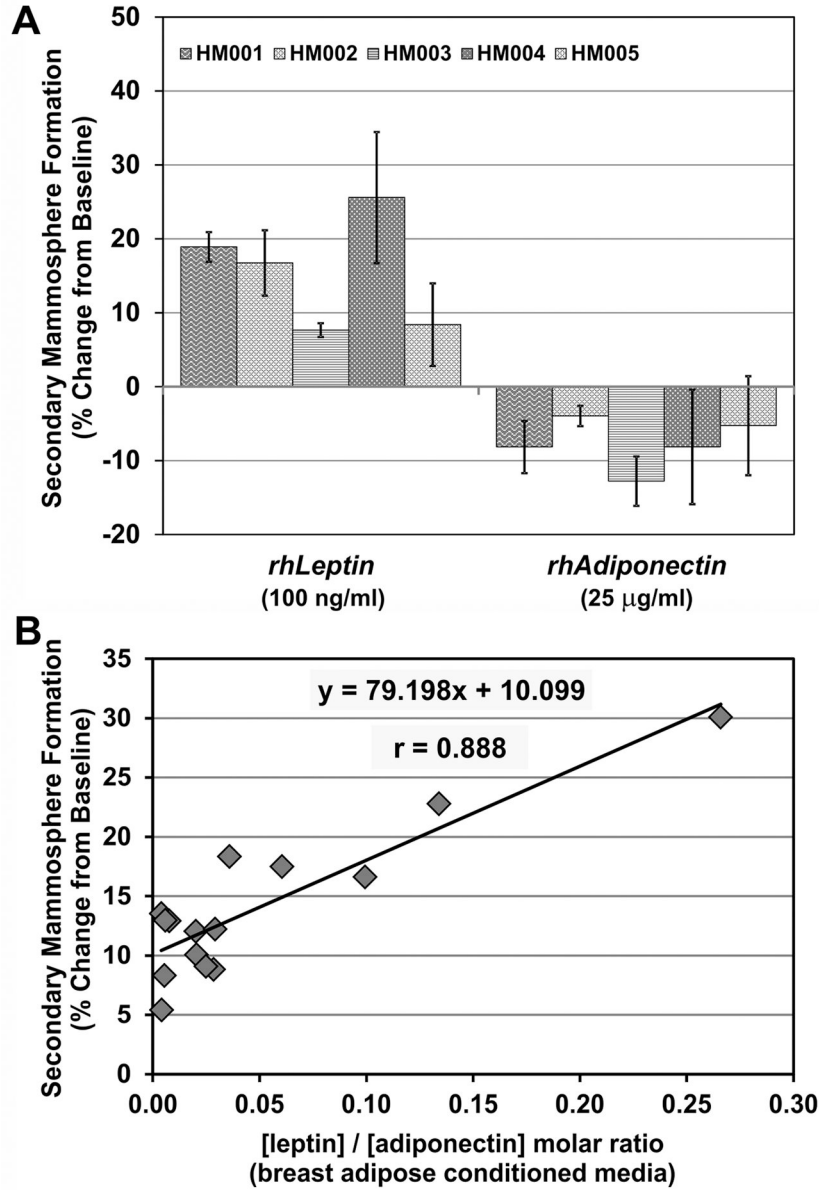 A
Secondary Mammosphere Formation
(% Change from Baseline)
50
40
30
20
10
0
-10
-20
HM001 HM002 HM003 HM004 HM005
rhLeptin
(100 ng/ml)
rhAdiponectin
(25 μg/ml)
B
Secondary Mammosphere Formation
(% Change from Baseline)
35
30
25
20
15
10
5
0
y = 79.198x + 10.099
r = 0.888
0.00 0.05 0.10 0.15 0.20 0.25 0.30
[leptin] / [adiponectin] molar ratio
(breast adipose conditioned media)